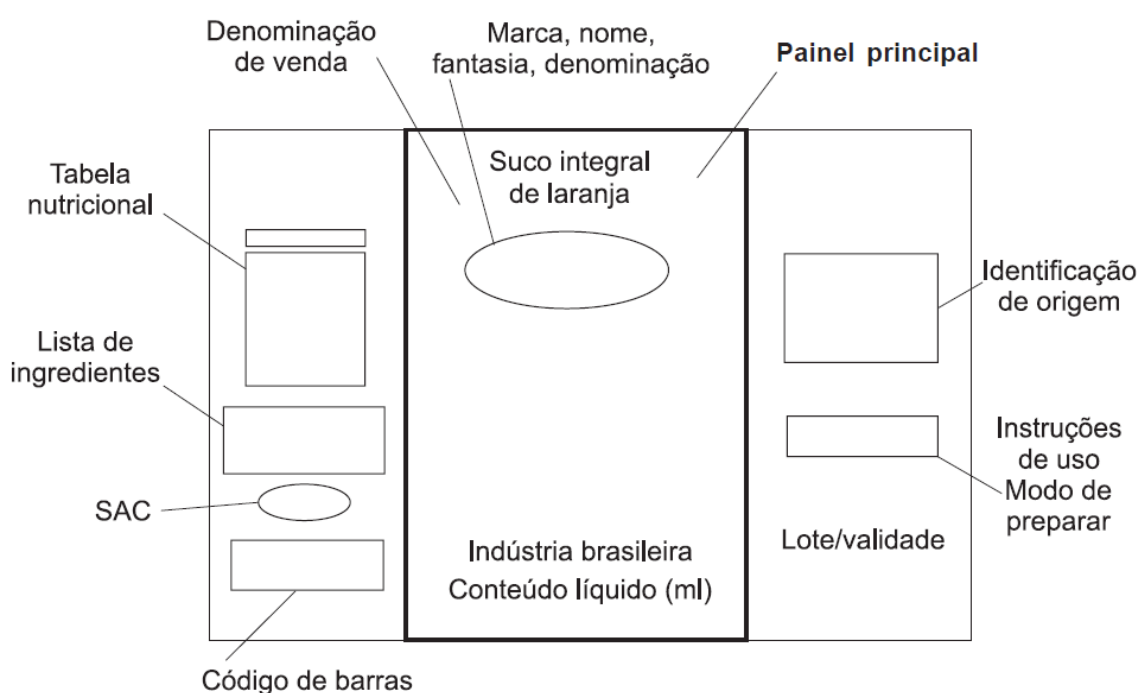 Denominação
de venda
Marca, nome,
fantasia, denominação
Painel principal
Tabela
nutricional
Suco integral
de laranja
Identificação
de origem
Lista de
ingredientes
Instruções
de uso
Modo de
preparar
SAC
Lote/validade
Indústria brasileira
Conteúdo líquido (ml)
Código de barras